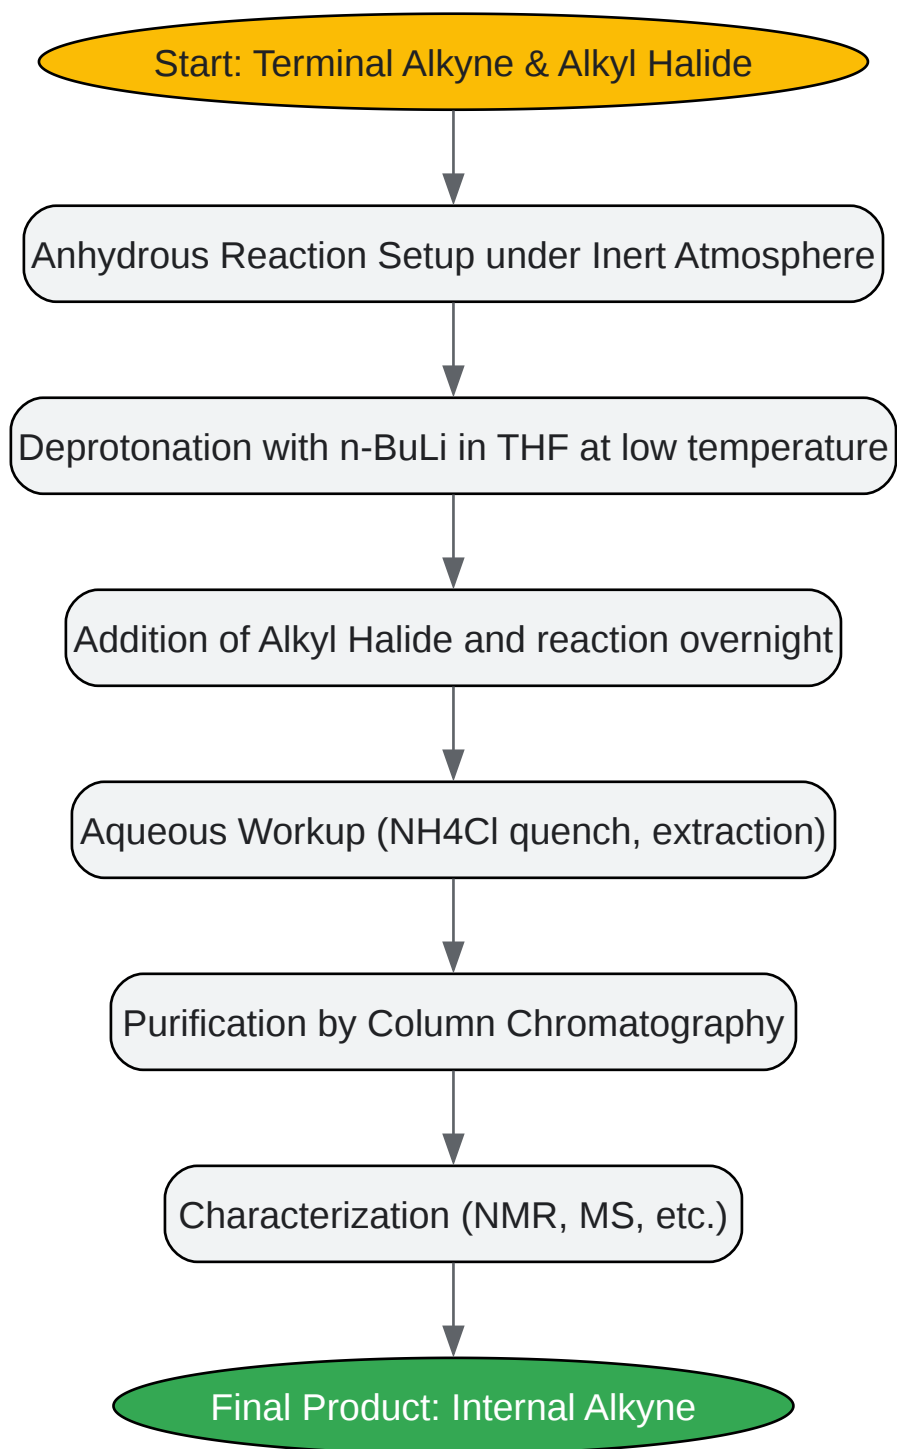 Start: Terminal Alkyne & Alkyl Halide
Anhydrous Reaction Setup under Inert Atmosphere
Deprotonation with n-BuLi in THF at low temperature
Addition of Alkyl Halide and reaction overnight
Aqueous Workup (NH4Cl quench, extraction)
Purification by Column Chromatography
Characterization (NMR, MS, etc.)
Final Product: Internal Alkyne